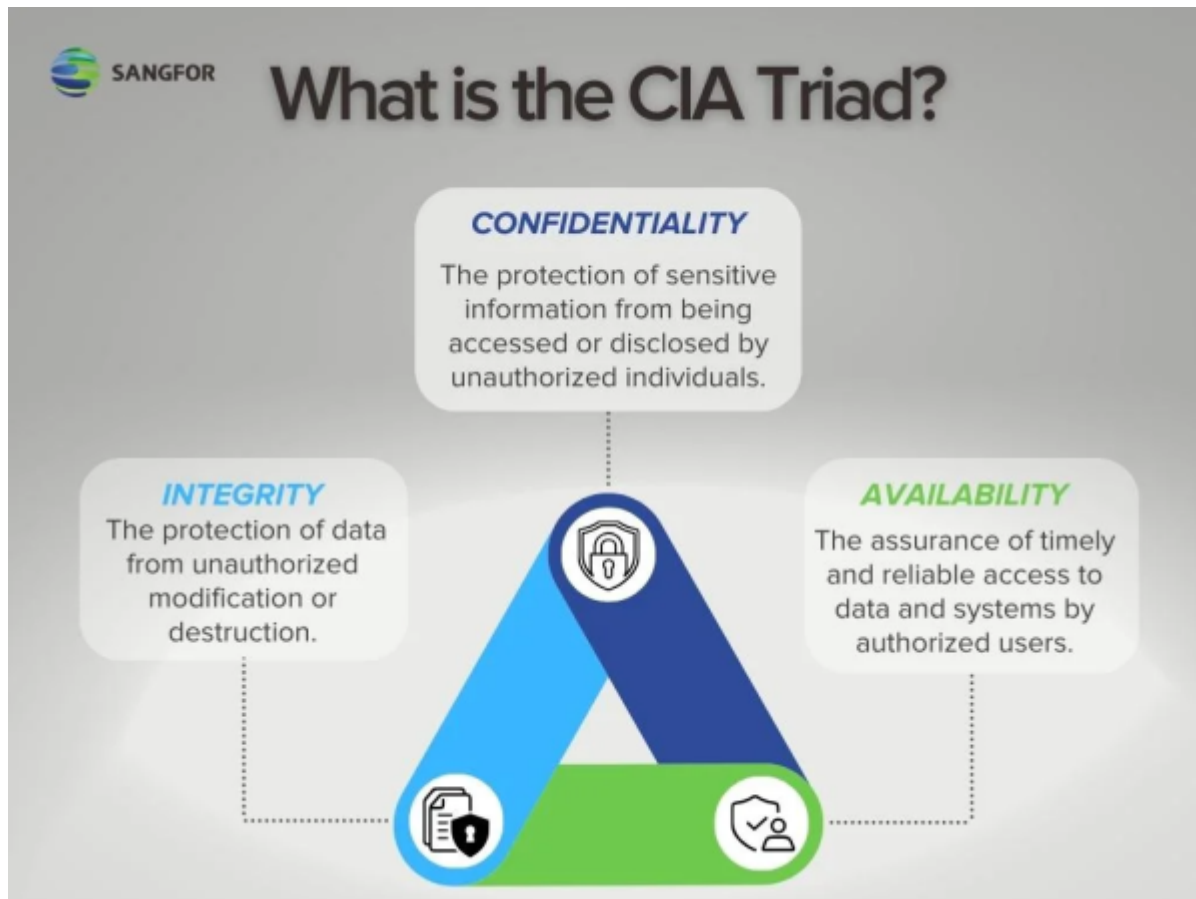 SANGFOR
What is the CIA Triad?
CONFIDENTIALITY
The protection of sensitive
information from being
accessed or disclosed by
unauthorized individuals.
INTEGRITY
The protection of data
from unauthorized
modification or
destruction.
AVAILABILITY
The assurance of timely
and reliable access to
data and systems by
authorized users.